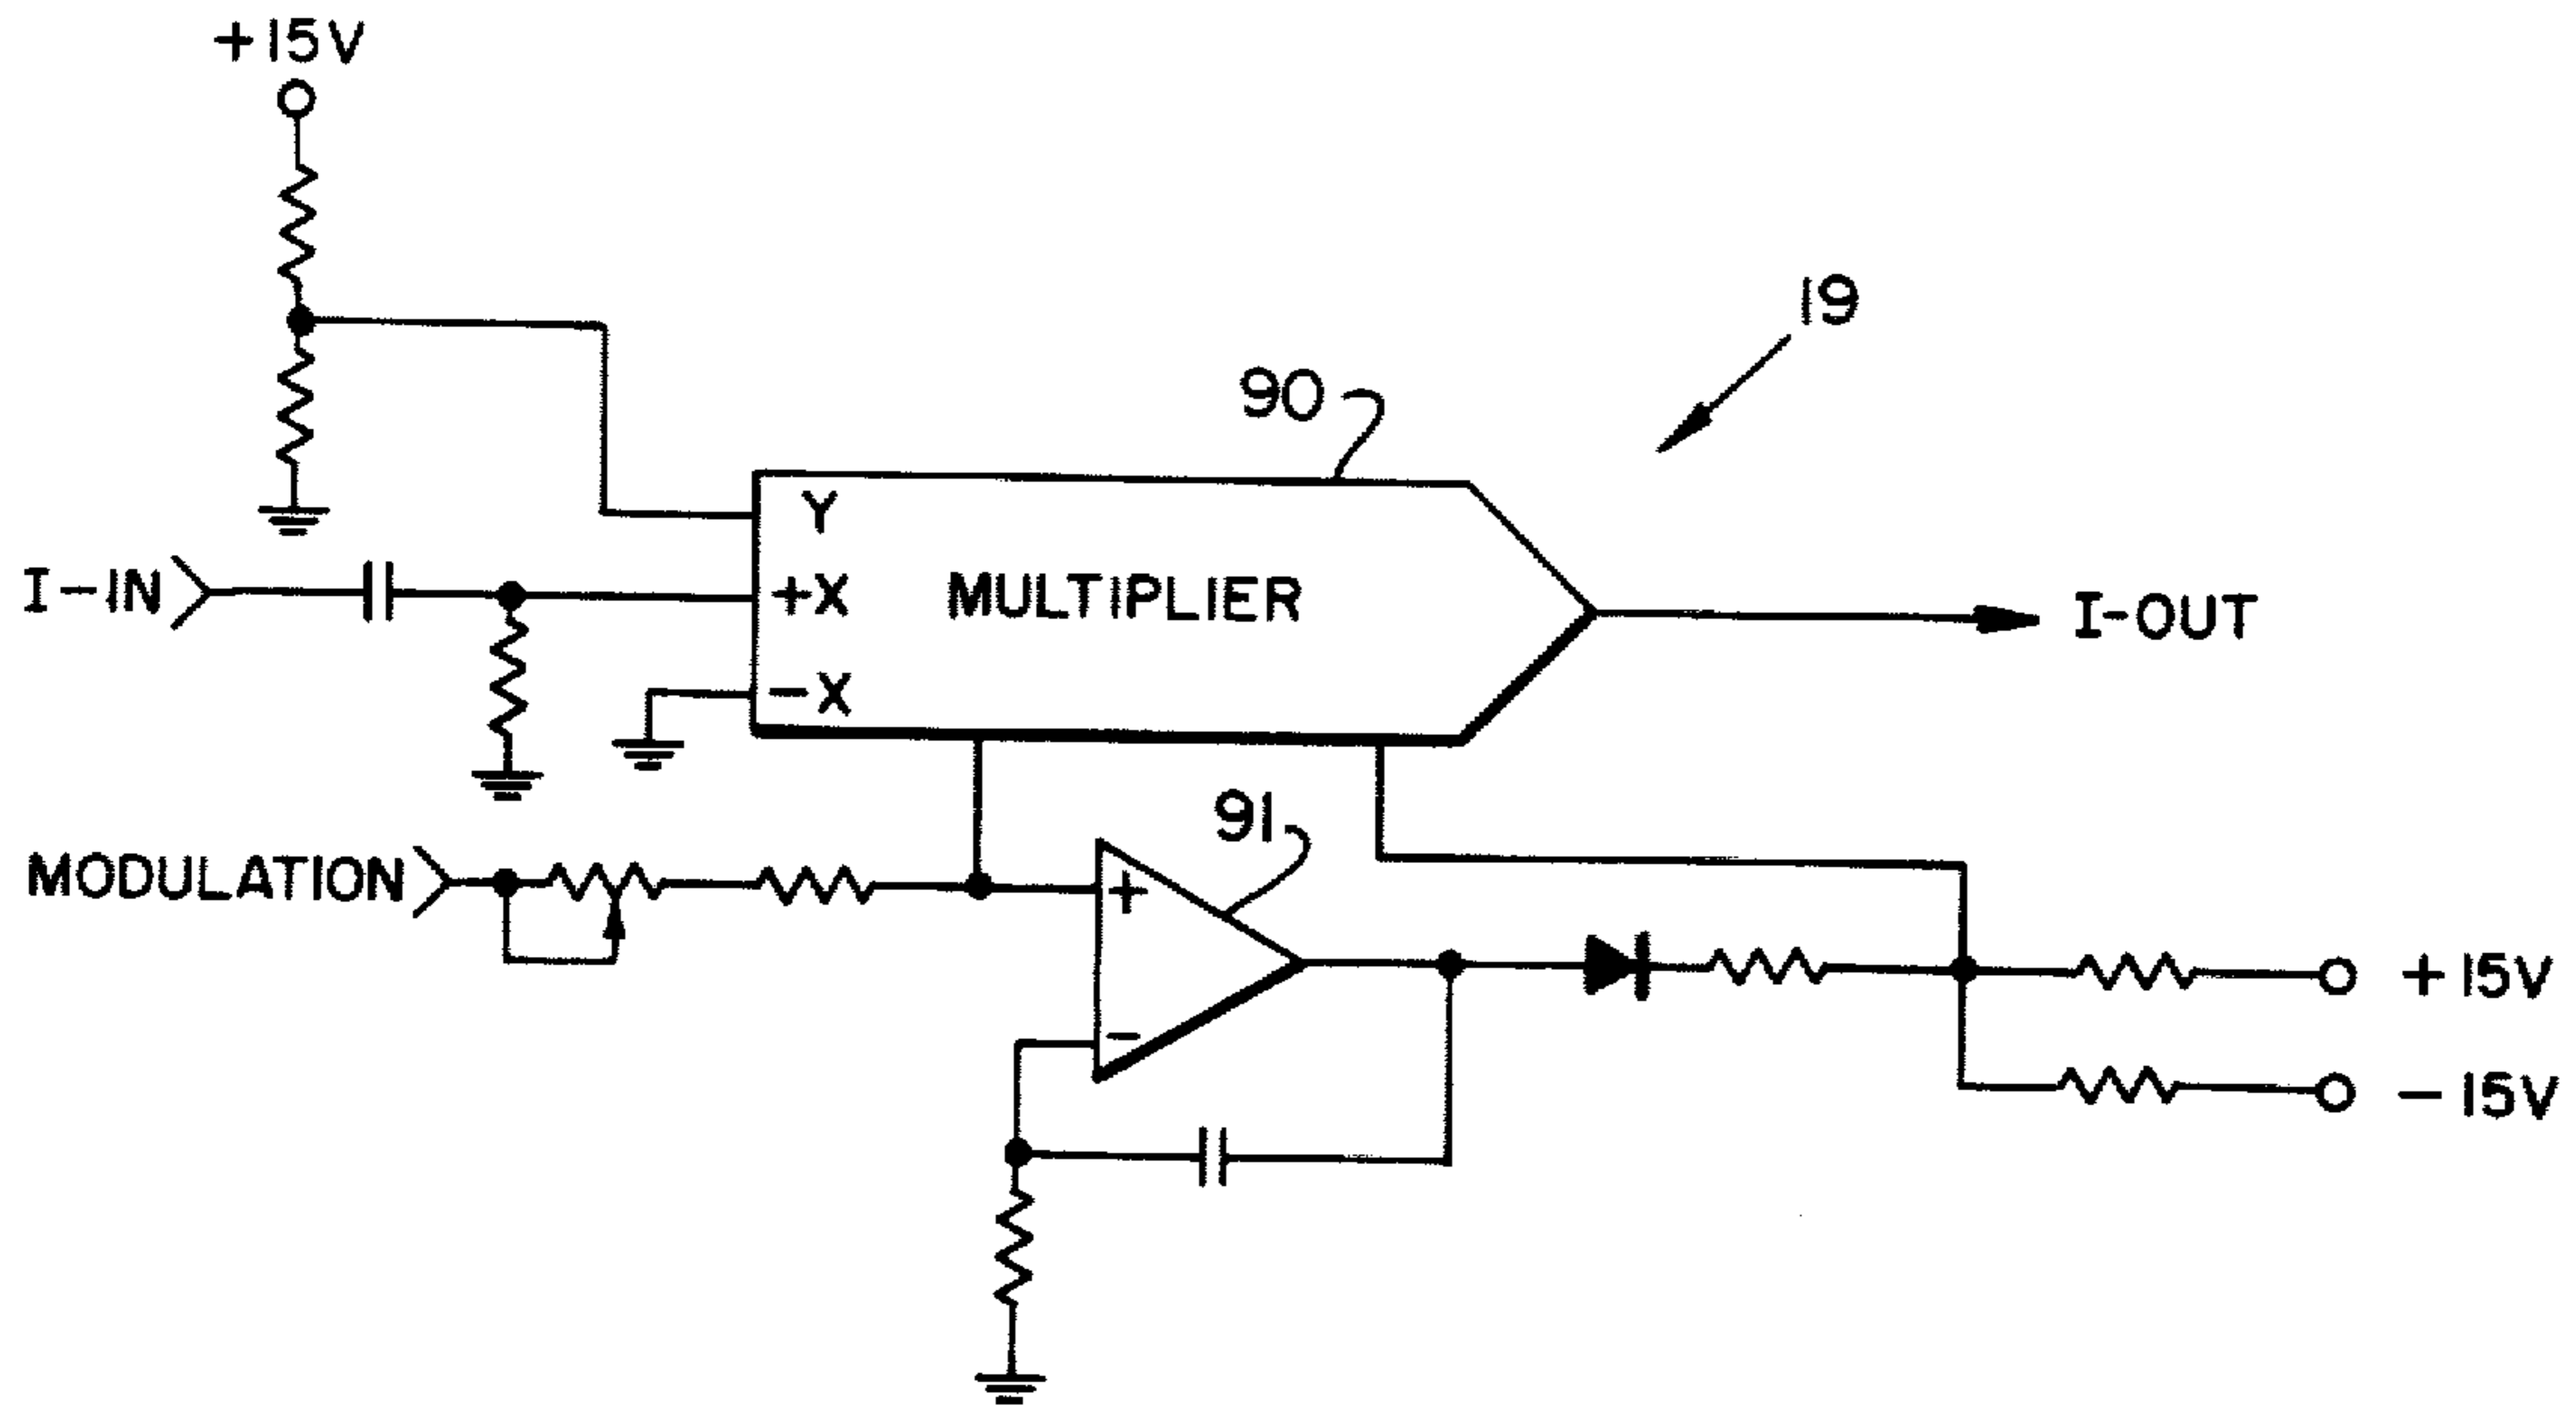 +15V
19
90
Y
I-IN
+X
MULTIPLIER
I-OUT
-X
91
MODULATION
+
-
+15V
-15V